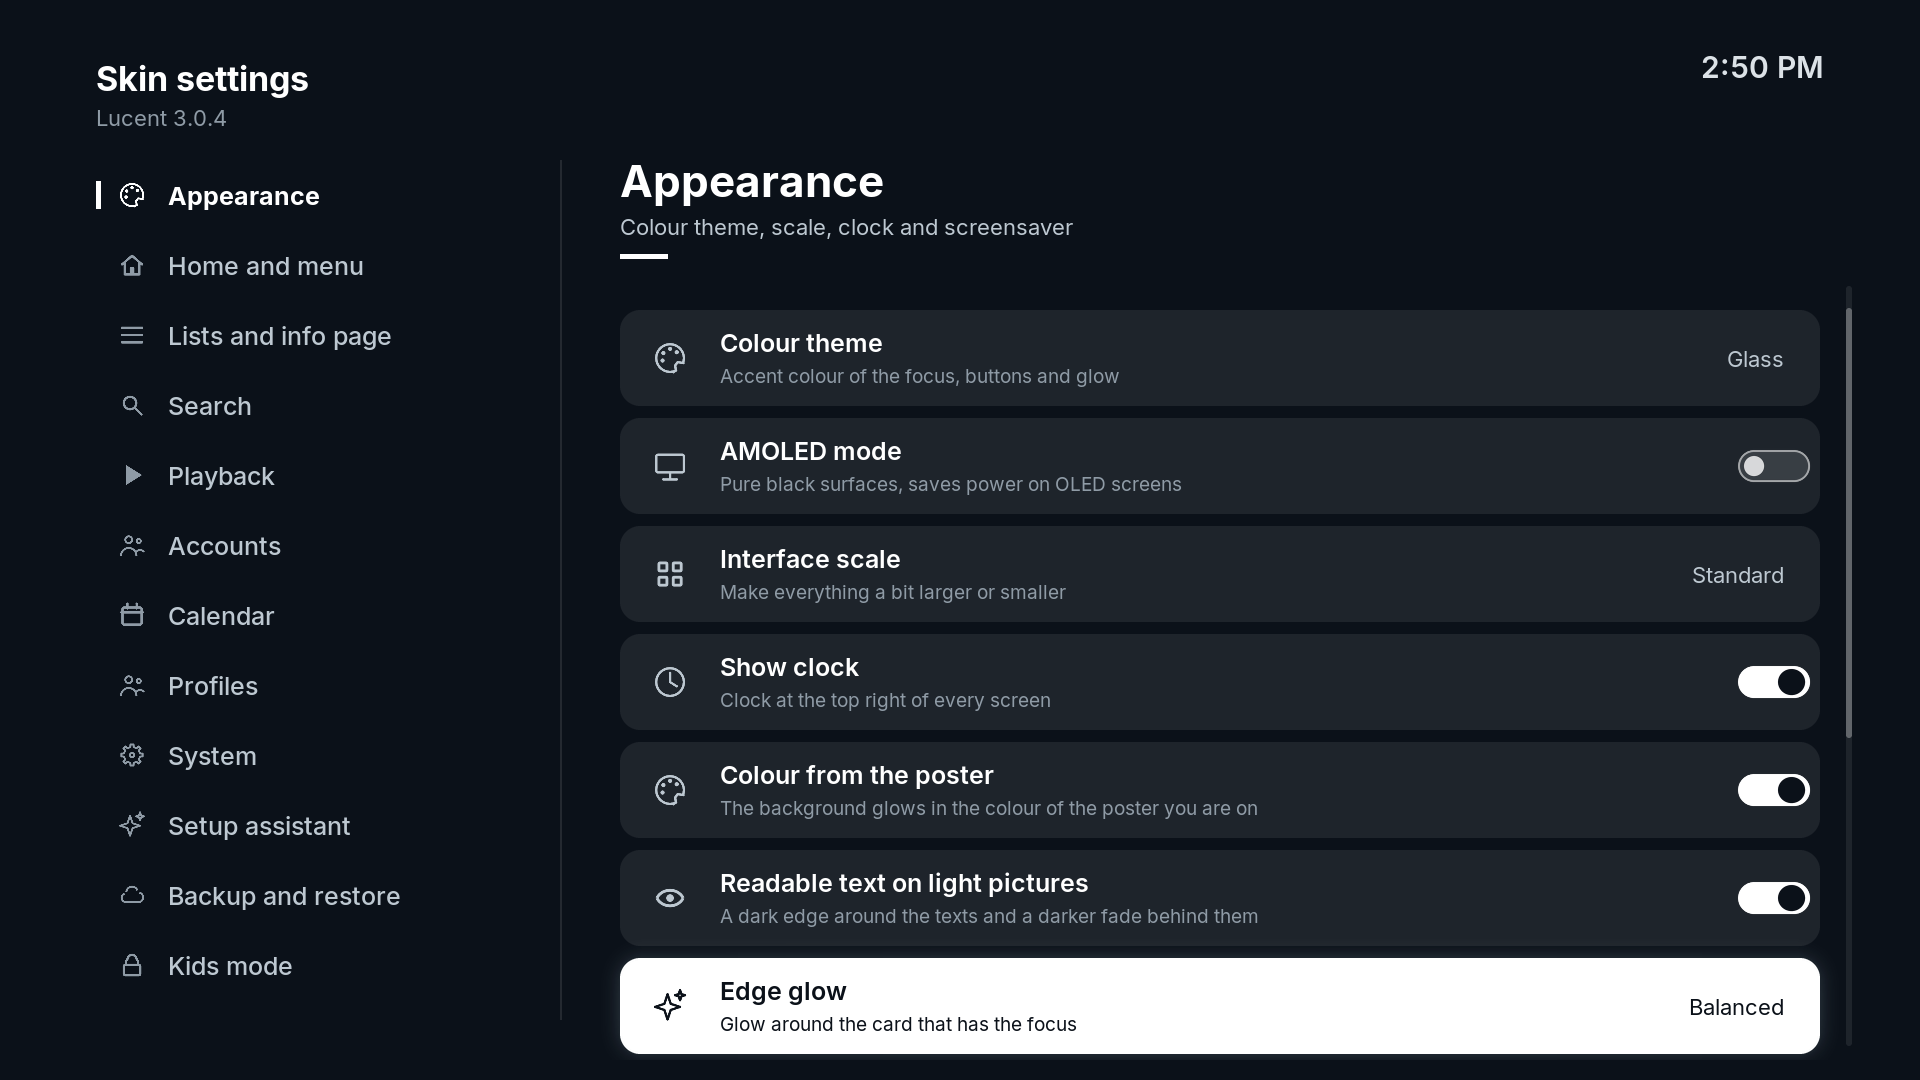 Skin settings
Lucent 3.0.4
2:50 PM
Appearance
Home and menu
Lists and info page
Search
Playback
Accounts
Calendar
Profiles
System
Setup assistant
Backup and restore
Kids mode
Appearance
Colour theme, scale, clock and screensaver
Colour theme
Accent colour of the focus, buttons and glow
Glass
AMOLED mode
Pure black surfaces, saves power on OLED screens
Interface scale
Make everything a bit larger or smaller
Standard
Show clock
Clock at the top right of every screen
Colour from the poster
The background glows in the colour of the poster you are on
Readable text on light pictures
A dark edge around the texts and a darker fade behind them
Edge glow
Glow around the card that has the focus
Balanced